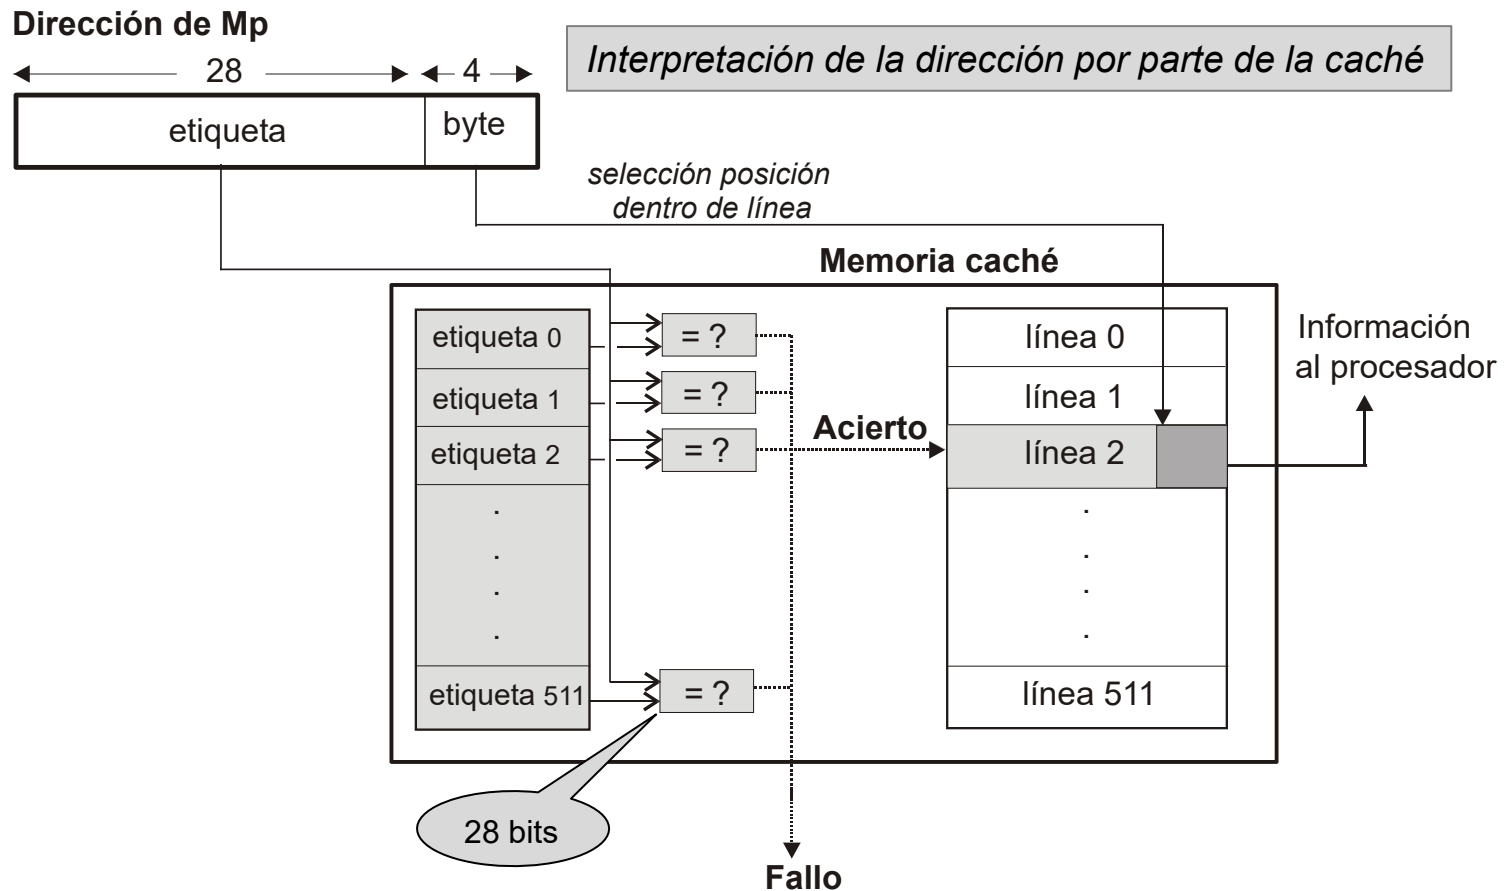 Dirección de Mp
Interpretación de la dirección por parte de la caché
28
4
etiqueta
byte
selección posición
dentro de línea
Memoria caché
etiqueta 0
= ?
línea 0
Información
al procesador
etiqueta 1
= ?
línea 1
Acierto
etiqueta 2
= ?
línea 2
.
.
.
.
.
.
.
.
etiqueta 511
= ?
línea 511
28 bits
Fallo